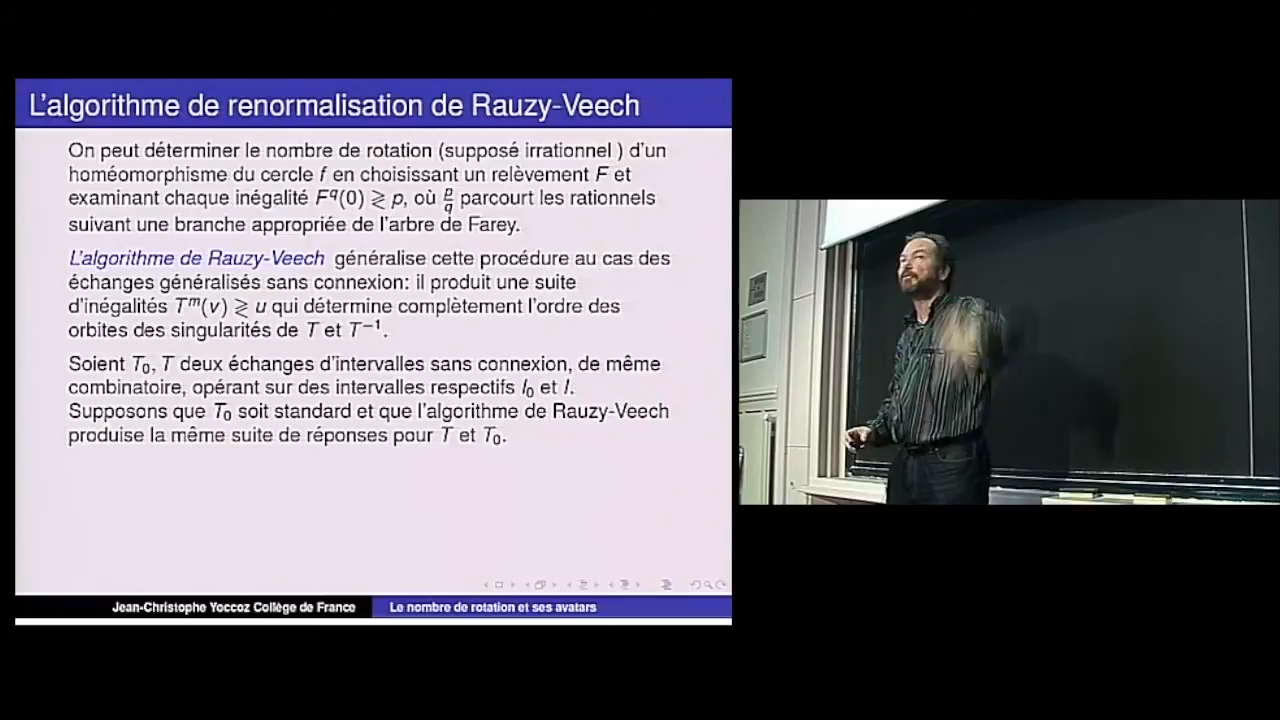 L'algorithme de renormalisation de Rauzy-Veech
On peut déterminer le nombre de rotation (supposé irrationnel ) d'un
homéomorphisme du cercle f en choisissant un relèvement F et
examinant chaque inégalité F^q(0) ≷ p, où p/q parcourt les rationnels
suivant une branche appropriée de l'arbre de Farey.
L'algorithme de Rauzy-Veech généralise cette procédure au cas des
échanges généralisés sans connexion: il produit une suite
d'inégalités T^m(v) ≷ u qui détermine complètement l'ordre des
orbites des singularités de T et T⁻¹.
Soient T₀, T deux échanges d'intervalles sans connexion, de même
combinatoire, opérant sur des intervalles respectifs I₀ et I.
Supposons que T₀ soit standard et que l'algorithme de Rauzy-Veech
produise la même suite de réponses pour T et T₀.
Jean-Christophe Yoccoz Collège de France
Le nombre de rotation et ses avatars